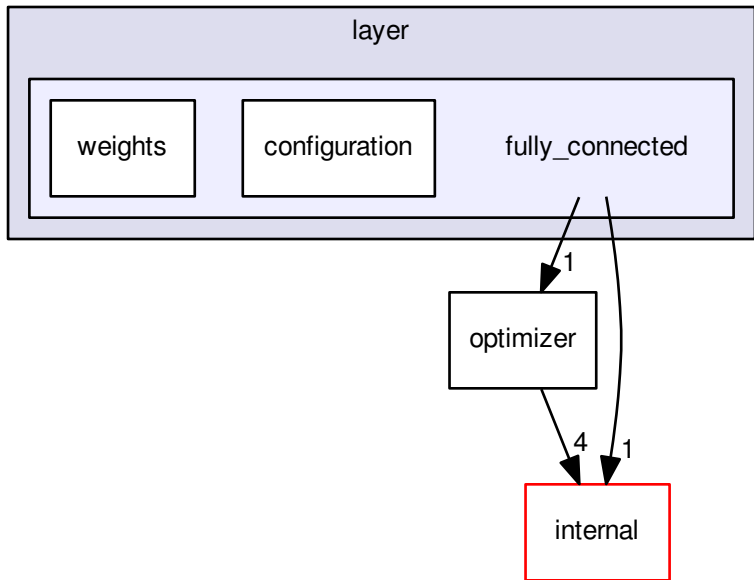 layer
weights
configuration
fully_connected
1
optimizer
4
1
internal